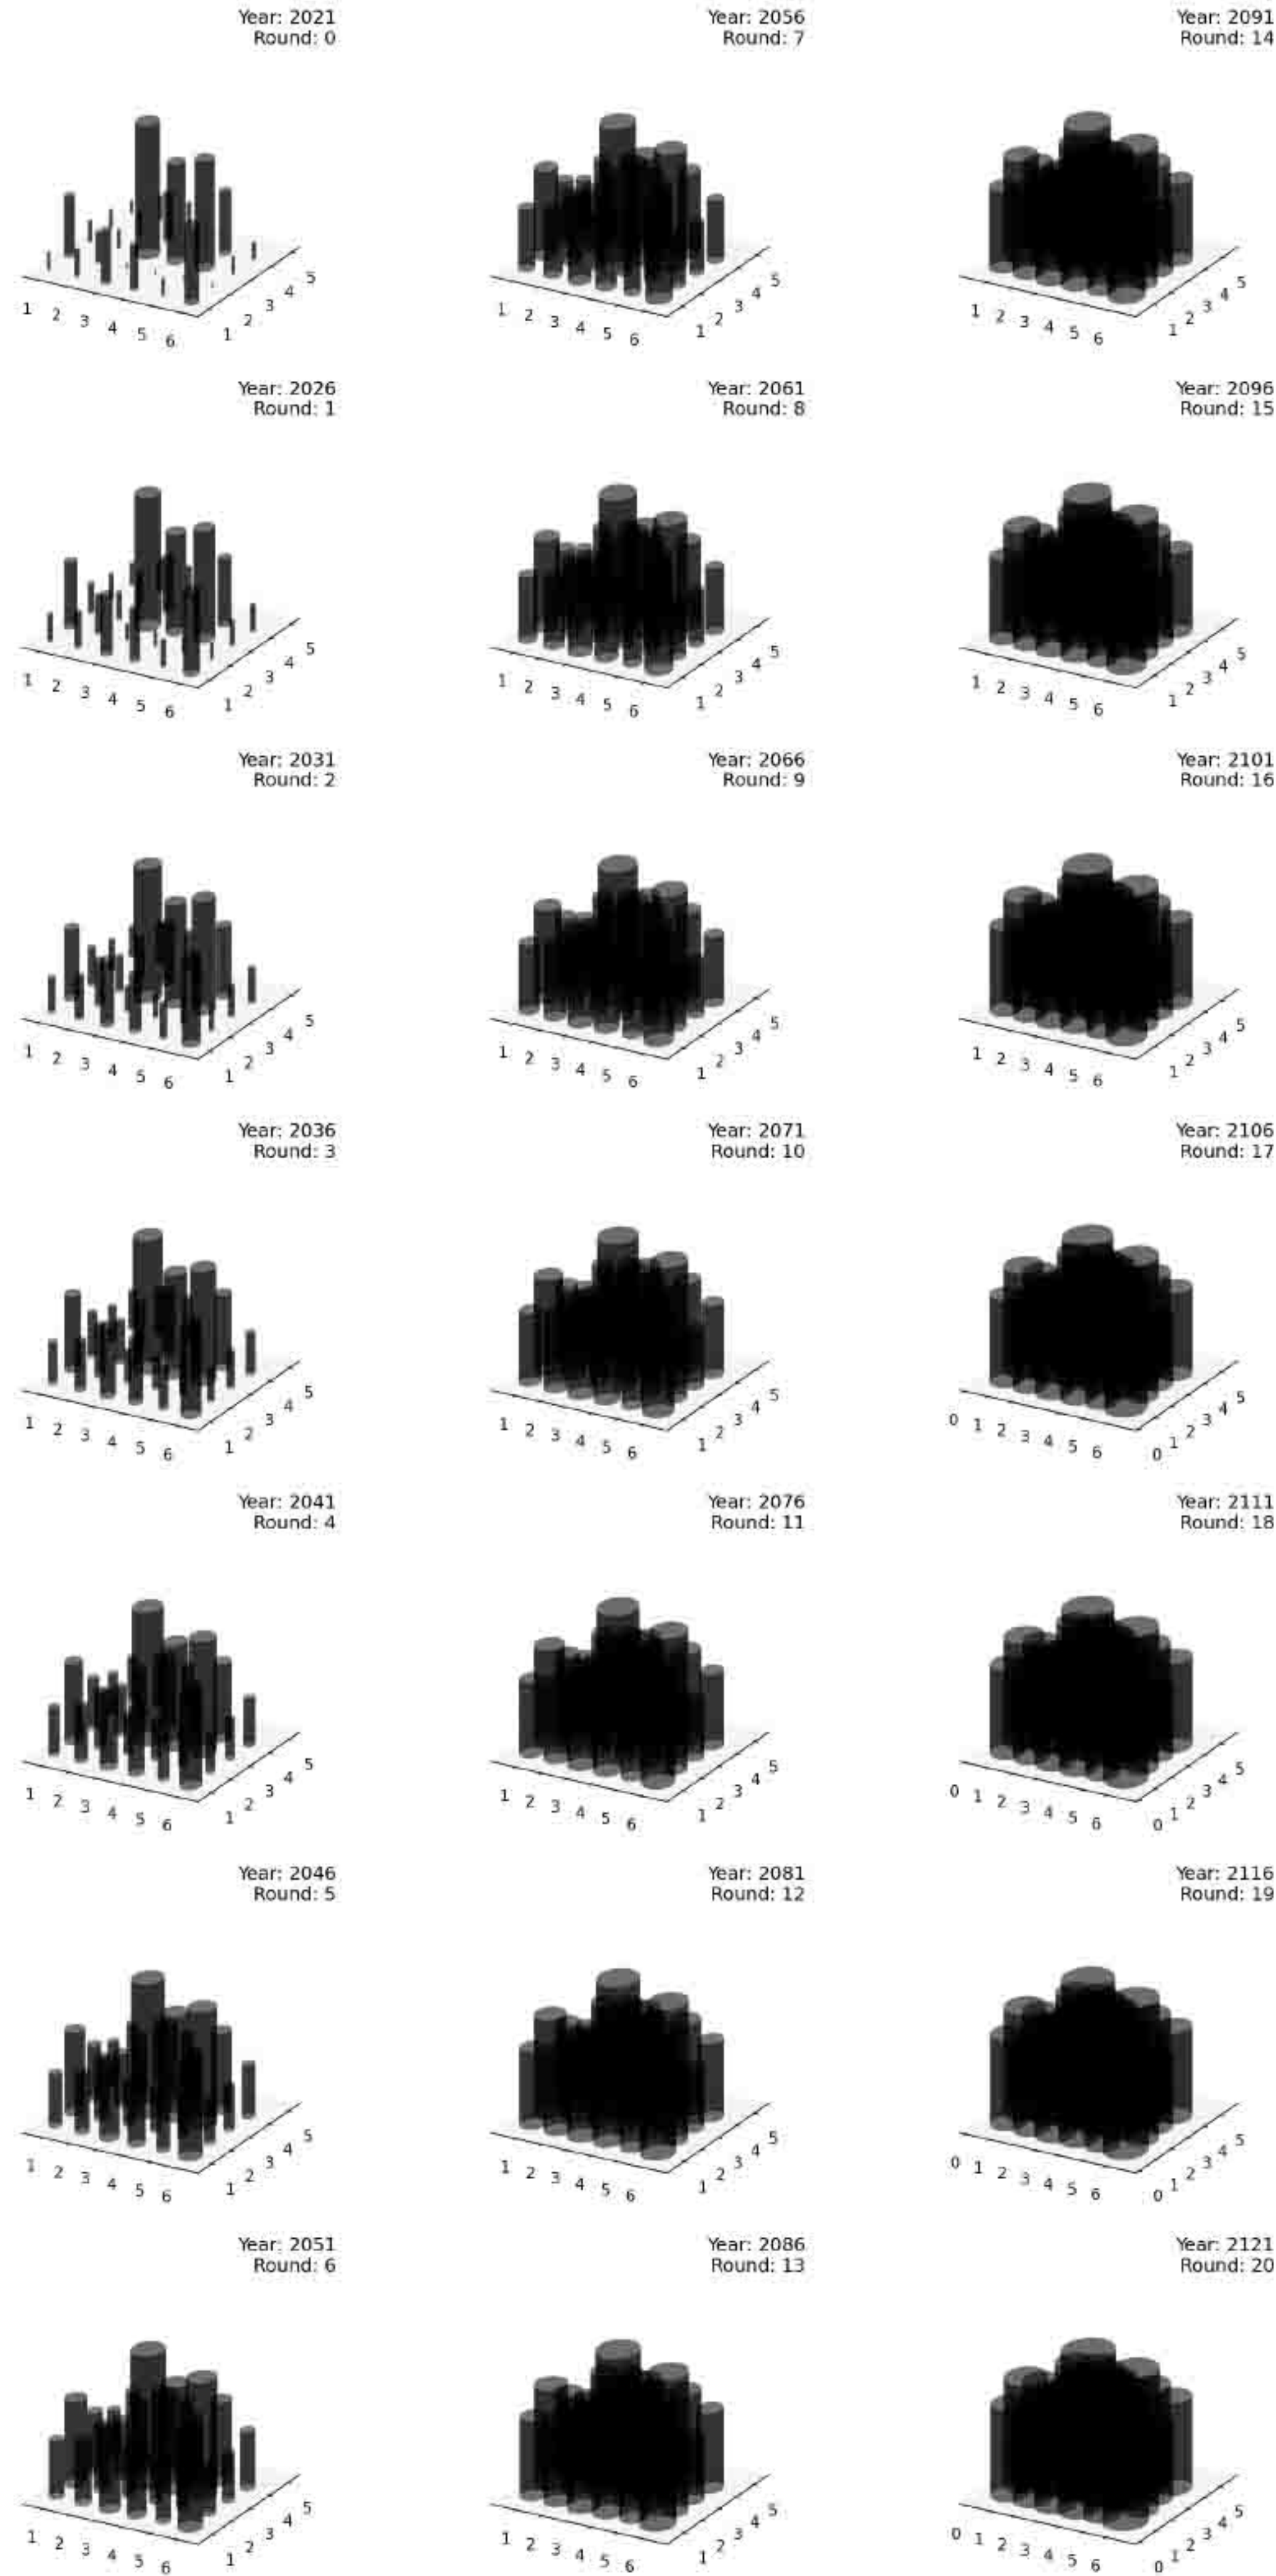 Year: 2021
Round: 0
1 2 3 4 5 6
1 2 3 4 5
Year: 2056
Round: 7
1 2 3 4 5 6
1 2 3 4 5
Year: 2091
Round: 14
1 2 3 4 5 6
1 2 3 4 5
Year: 2026
Round: 1
1 2 3 4 5 6
1 2 3 4 5
Year: 2061
Round: 8
1 2 3 4 5 6
1 2 3 4 5
Year: 2096
Round: 15
1 2 3 4 5 6
1 2 3 4 5
Year: 2031
Round: 2
1 2 3 4 5 6
1 2 3 4 5
Year: 2066
Round: 9
1 2 3 4 5 6
1 2 3 4 5
Year: 2101
Round: 16
1 2 3 4 5 6
1 2 3 4 5
Year: 2036
Round: 3
1 2 3 4 5 6
1 2 3 4 5
Year: 2071
Round: 10
1 2 3 4 5 6
1 2 3 4 5
Year: 2106
Round: 17
0 1 2 3 4 5 6
0 1 2 3 4 5
Year: 2041
Round: 4
1 2 3 4 5 6
1 2 3 4 5
Year: 2076
Round: 11
1 2 3 4 5 6
1 2 3 4 5
Year: 2111
Round: 18
0 1 2 3 4 5 6
0 1 2 3 4 5
Year: 2046
Round: 5
1 2 3 4 5 6
1 2 3 4 5
Year: 2081
Round: 12
1 2 3 4 5 6
1 2 3 4 5
Year: 2116
Round: 19
0 1 2 3 4 5 6
0 1 2 3 4 5
Year: 2051
Round: 6
1 2 3 4 5 6
1 2 3 4 5
Year: 2086
Round: 13
1 2 3 4 5 6
1 2 3 4 5
Year: 2121
Round: 20
0 1 2 3 4 5 6
0 1 2 3 4 5